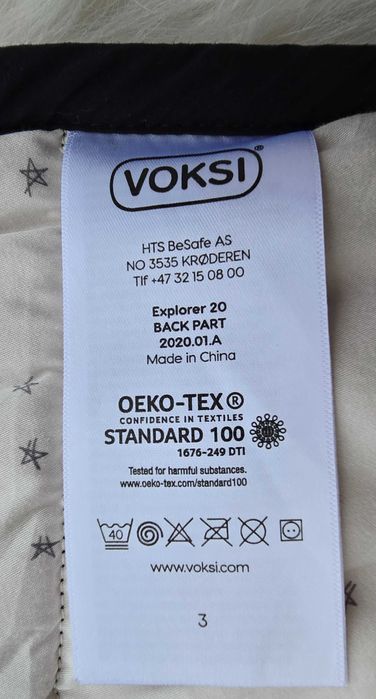 VOKSI®
HTS BeSafe AS
NO 3535 KRØDEREN
Tlf +47 32 15 08 00
Explorer 20
BACK PART
2020.01.A
Made in China
OEKO-TEX®
CONFIDENCE IN TEXTILES
STANDARD 100
1676-249 DTI
Tested for harmful substances.
www.oeko-tex.com/standard100
40
www.voksi.com
3